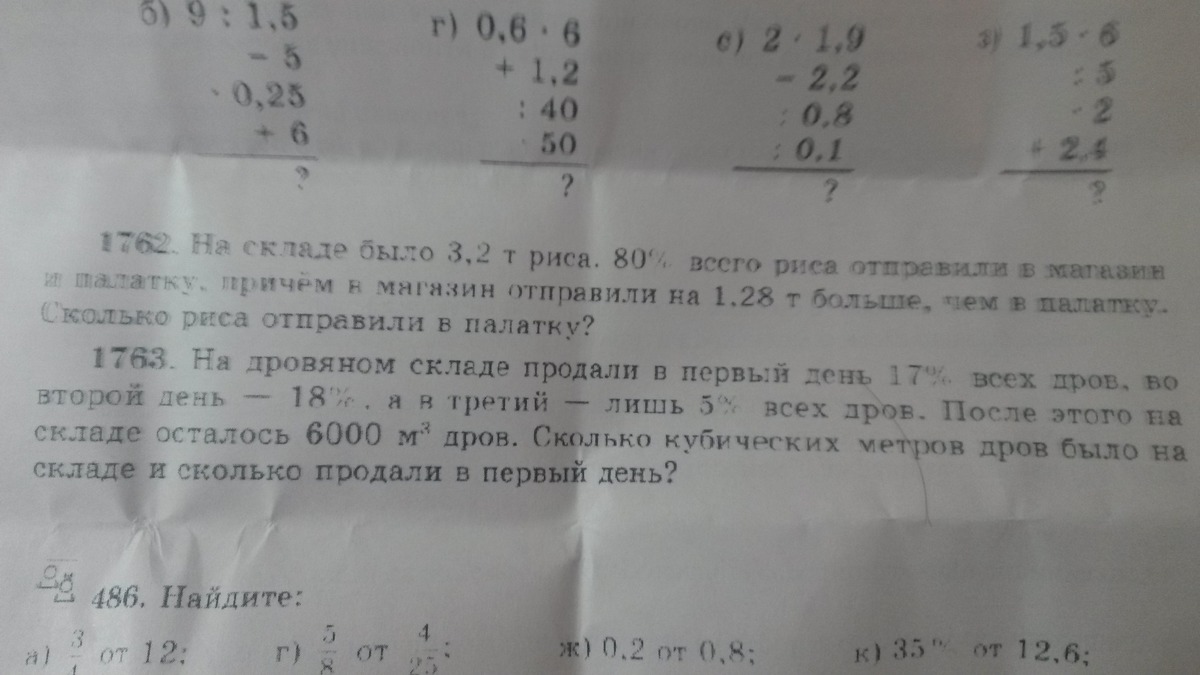 б) 9 : 1,5 г) 0,6 · 6 е) 2 · 1,9 з) 1,5 · 6
– 5 + 1,2 – 2,2 : 5
· 0,25 : 40 : 0,8 · 2
+ 6 · 50 : 0,1 + 2,4
? ? ? ?
1762. На складе было 3,2 т риса. 80% всего риса отправили в магазин
и палатку, причём в магазин отправили на 1,28 т больше, чем в палатку.
Сколько риса отправили в палатку?
1763. На дровяном складе продали в первый день 17% всех дров, во
второй день — 18%, а в третий — лишь 5% всех дров. После этого на
складе осталось 6000 м³ дров. Сколько кубических метров дров было на
складе и сколько продали в первый день?
486. Найдите:
а) 3/4 от 12; г) 5/8 от 4/25; ж) 0,2 от 0,8; к) 35% от 12,6;